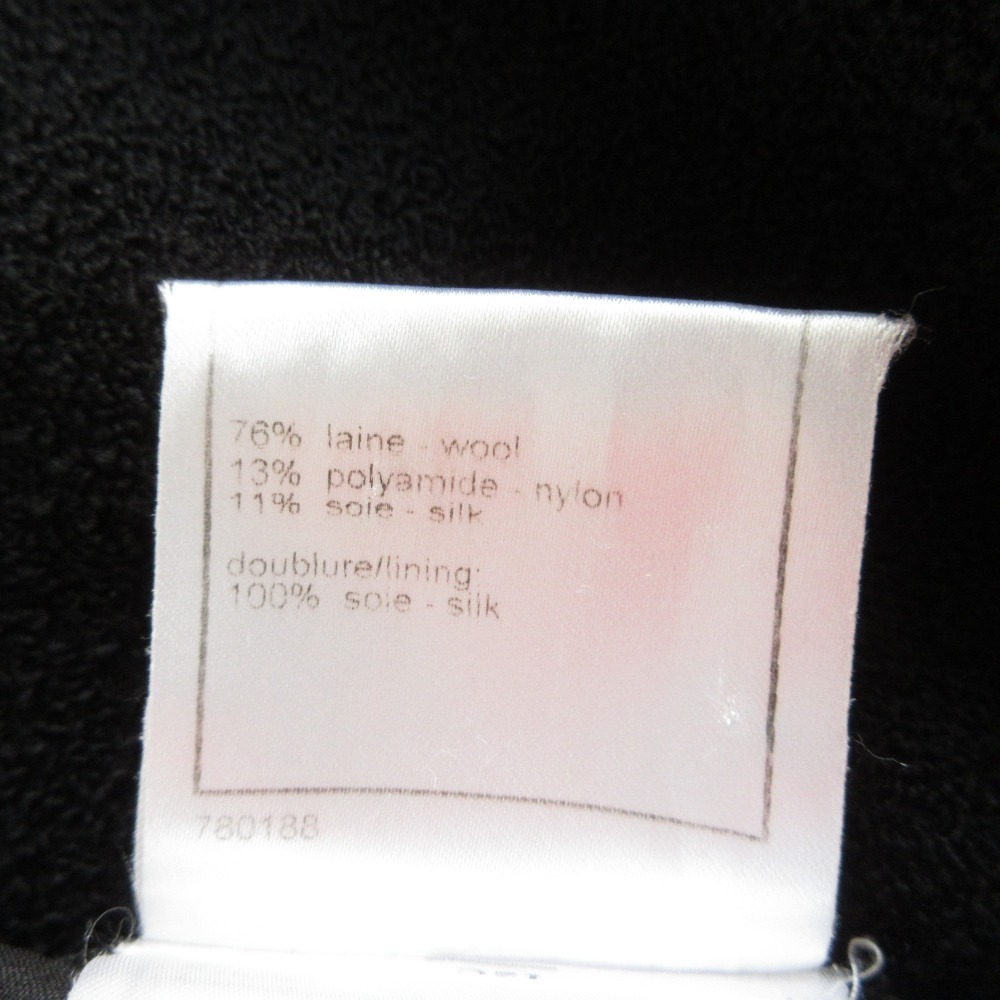 76% laine - wool
13% polyamide - nylon
11% soie - silk
doublure/lining:
100% soie - silk
780188